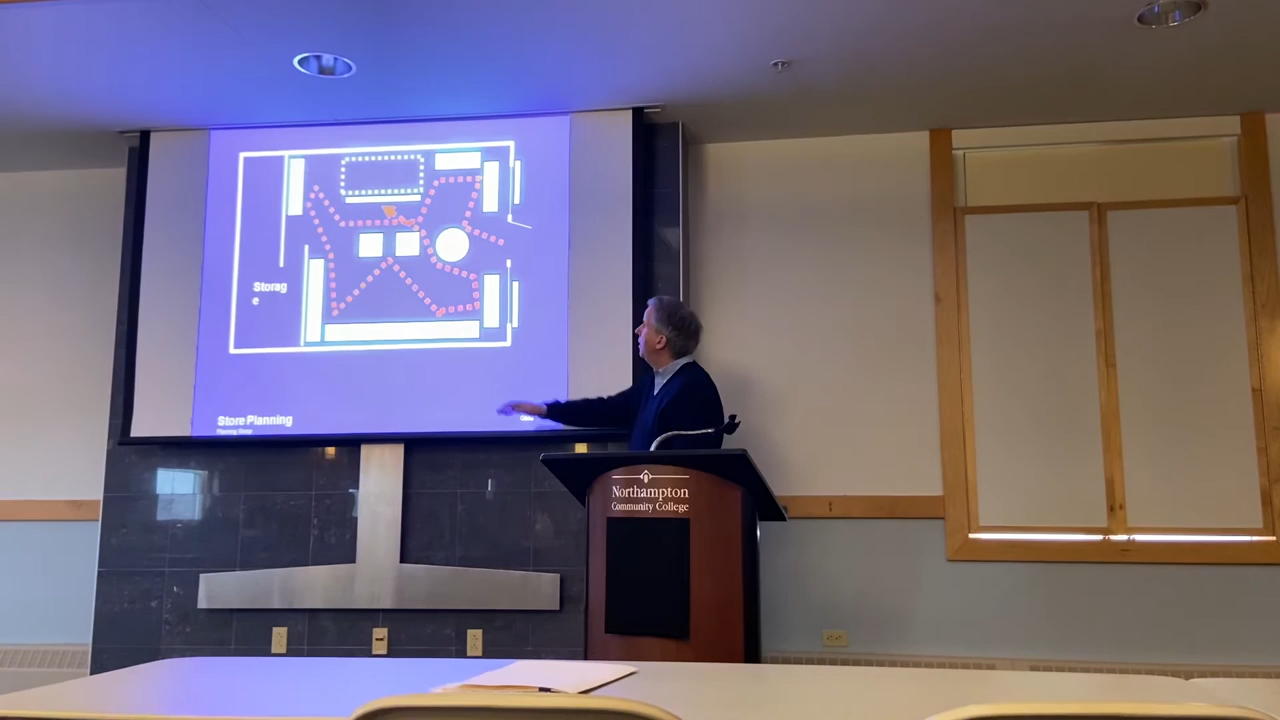 Storag
e
Store Planning
Northampton
Community College